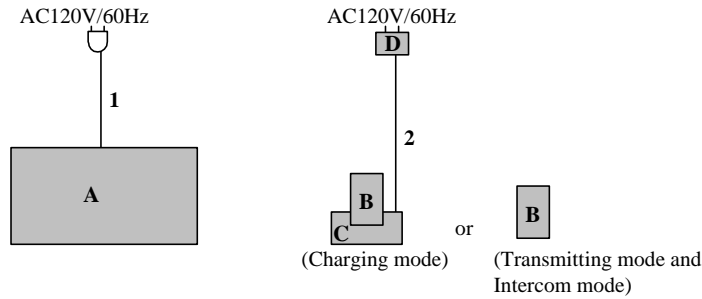 AC120V/60Hz
1
A
AC120V/60Hz
D
2
B
C
(Charging mode)
or
B
(Transmitting mode and
Intercom mode)